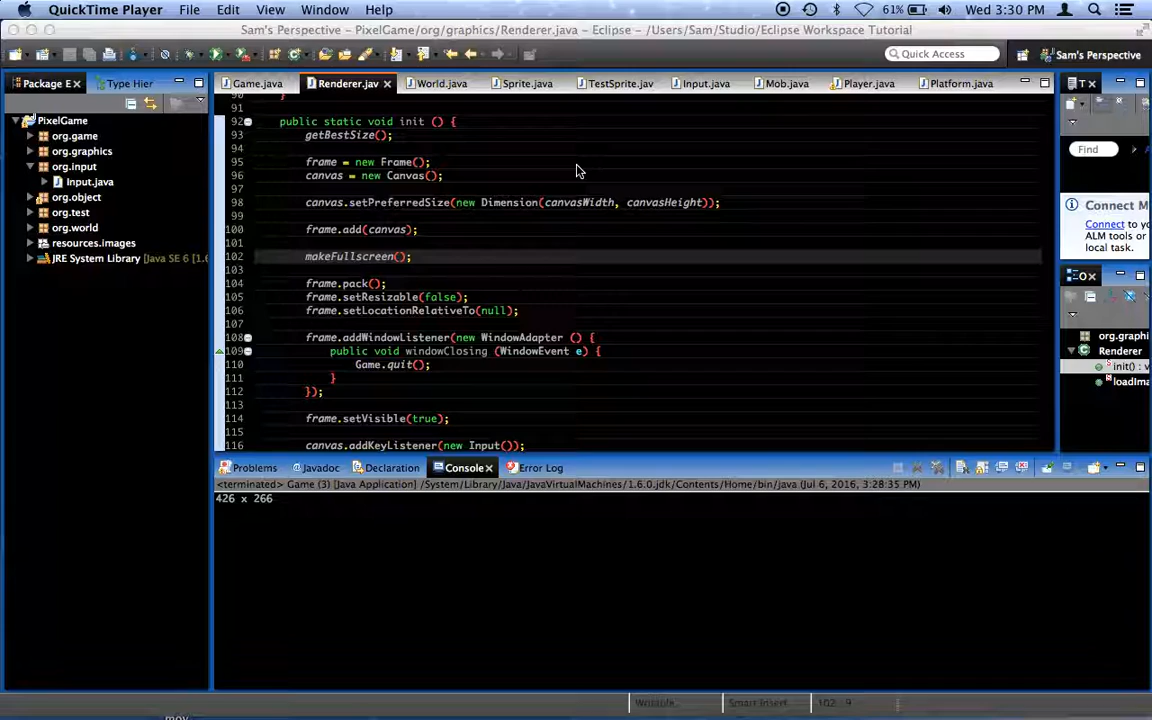 QuickTime Player File Edit View Window Help 61% Wed 3:30 PM
Sam's Perspective - PixelGame/org/graphics/Renderer.java - Eclipse - /Users/Sam/Studio/Eclipse Workspace Tutorial
Quick Access Sam's Perspective
Package E Type Hier
Game.java Renderer.jav World.java Sprite.java TestSprite.jav Input.java Mob.java Player.java Platform.java
PixelGame
org.game
org.graphics
org.input
Input.java
org.object
org.test
org.world
resources.images
JRE System Library [Java SE 6 [1.6
90 }
91
92 public static void init () {
93 getBestSize();
94
95 frame = new Frame();
96 canvas = new Canvas();
97
98 canvas.setPreferredSize(new Dimension(canvasWidth, canvasHeight));
99
100 frame.add(canvas);
101
102 makeFullscreen();
103
104 frame.pack();
105 frame.setResizable(false);
106 frame.setLocationRelativeTo(null);
107
108 frame.addWindowListener(new WindowAdapter () {
109 public void windowClosing (WindowEvent e) {
110 Game.quit();
111 }
112 });
113
114 frame.setVisible(true);
115
116 canvas.addKeyListener(new Input());
T
Find
Connect M
Connect to y
ALM tools or
local task.
O
org.graphi
Renderer
init() : v
loadIma
Problems Javadoc Declaration Console Error Log
<terminated> Game (3) [Java Application] /System/Library/Java/JavaVirtualMachines/1.6.0.jdk/Contents/Home/bin/java (Jul 6, 2016, 3:28:35 PM)
426 x 266
Writable Smart Insert 102 : 9
mov